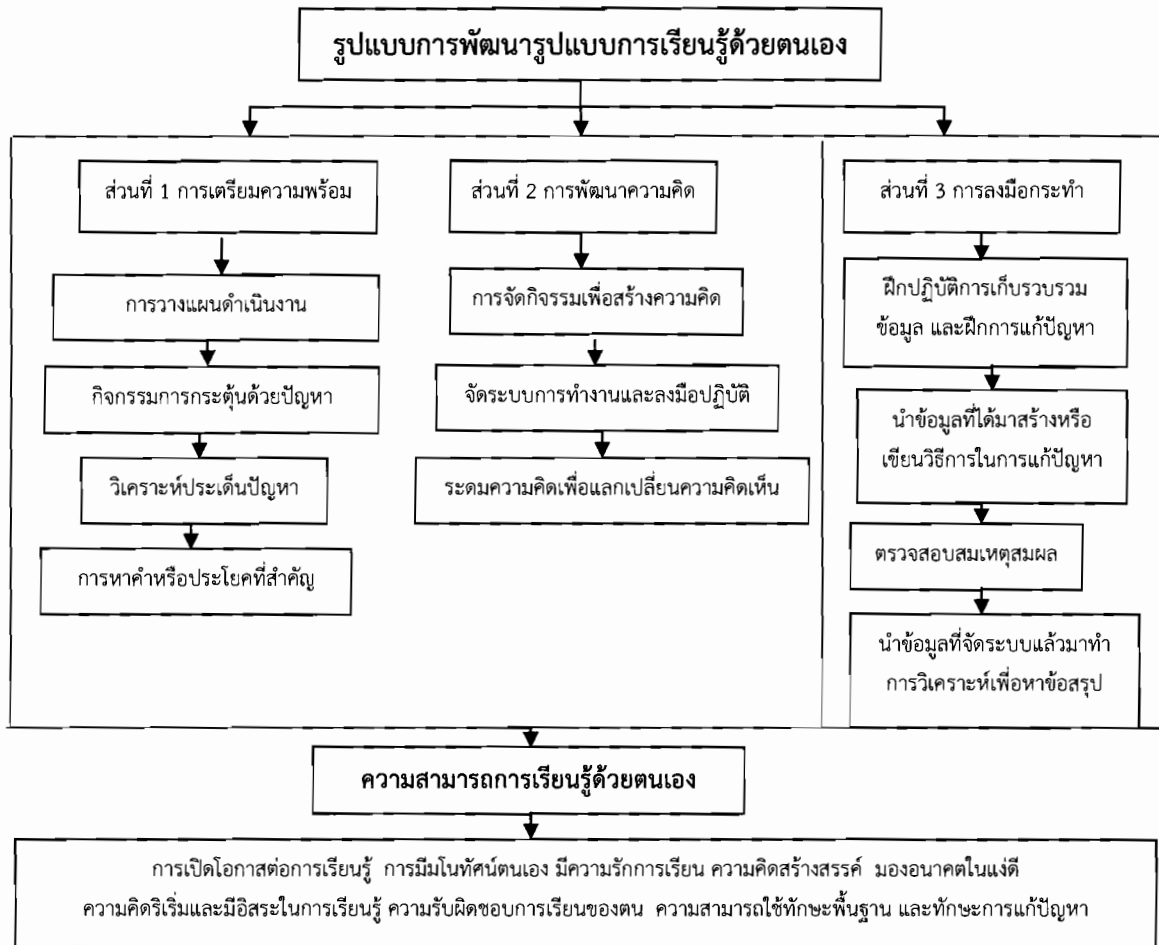 รูปแบบการพัฒนารูปแบบการเรียนรู้ด้วยตนเอง
ส่วนที่ 1 การเตรียมความพร้อม
การวางแผนดำเนินงาน
กิจกรรมการกระตุ้นด้วยปัญหา
วิเคราะห์ประเด็นปัญหา
การหาคำหรือประโยคที่สำคัญ
ส่วนที่ 2 การพัฒนาความคิด
การจัดกิจกรรมเพื่อสร้างความคิด
จัดระบบการทำงานและลงมือปฏิบัติ
ระดมความคิดเพื่อแลกเปลี่ยนความคิดเห็น
ส่วนที่ 3 การลงมือกระทำ
ฝึกปฏิบัติการเก็บรวบรวม
ข้อมูล และฝึกการแก้ปัญหา
นำข้อมูลที่ได้มาสร้างหรือ
เขียนวิธีการในการแก้ปัญหา
ตรวจสอบสมเหตุสมผล
นำข้อมูลที่จัดระบบแล้วมาทำ
การวิเคราะห์เพื่อหาข้อสรุป
ความสามารถการเรียนรู้ด้วยตนเอง
การเปิดโอกาสต่อการเรียนรู้ การมีมโนทัศน์ตนเอง มีความรักการเรียน ความคิดสร้างสรรค์ มองอนาคตในแง่ดี
ความคิดริเริ่มและมีอิสระในการเรียนรู้ ความรับผิดชอบการเรียนของตน ความสามารถใช้ทักษะพื้นฐาน และทักษะการแก้ปัญหา